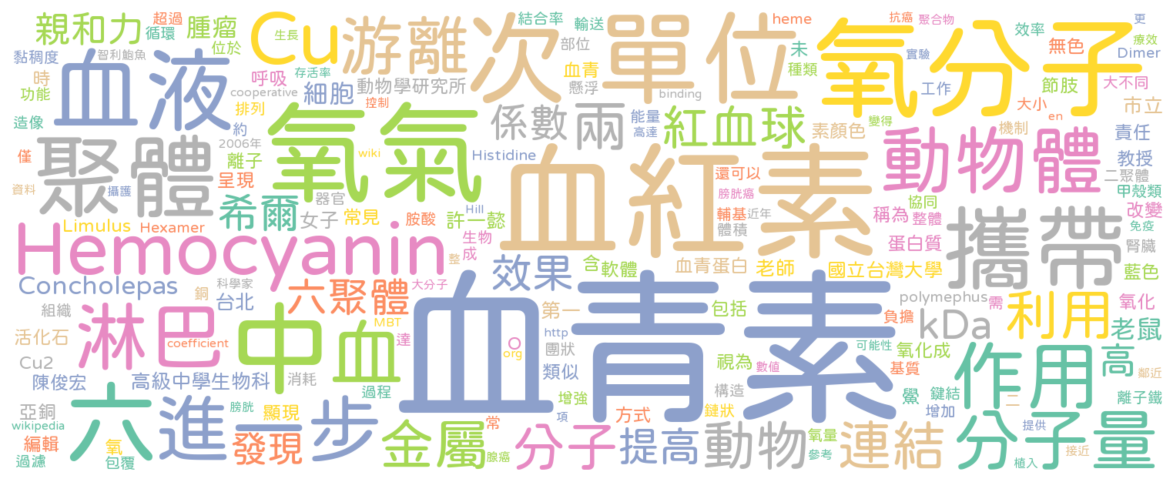 超過
heme
抗癌
聚合物
更
親和力
循環
腫瘤
Cu
游離
次單位
氧分子
結合率
輸送
效率
無色
療效
生長
黏稠度
智利鮑魚
位於
部位
未
種類
Dimer
血液
時
功能
呼吸
存活率
動物學研究所
血青
懸浮
實驗
工作
節肢
大不同
cooperative
細胞
binding
造像
排列
控制
氧氣
係數
兩
能量
高達
紅血球
素顏色
變得
機制
大小
en
市立
責任
聚體
約
2006年
離子
wiki
Histidine
血紅素
動物體
教授
二聚體
僅
資料
攝護
呈現
器官
胺酸
Hill
還可以
膀胱癌
輔基
近年
體積
協同
稱為
整體
攜帶
甲殼類
改變
免疫
希爾
女子
常見
許一懿
Limulus
Hexamer
生物
成
整
蛋白質
腎臟
藍色
Hemocyanin
科學家
大分子
效果
含
軟體
血青蛋白
老師
國立台灣大學
Concholepas
銅
台北
六聚體
血青素
第一
包括
polymephus
需
氧化
組織
淋巴
中血
MBT
達
http
團狀
O
org
負擔
kDa
利用
老鼠
活化石
coefficient
Cu2
陳俊宏
高級中學生物科
消耗
過程
類似
視為
數值
可能性
氧化成
基質
作用
高
鄰近
亞銅
六
進一步
膀胱
顯現
增強
構造
鍵狀
鱟
鍵結
增加
二
離子鐵
wikipedia
編輯
氧
發現
金屬
常
項
方式
提高
動物
氧量
連結
提供
分子量
過濾
包覆
腺癌
分子
參考
植入
接近